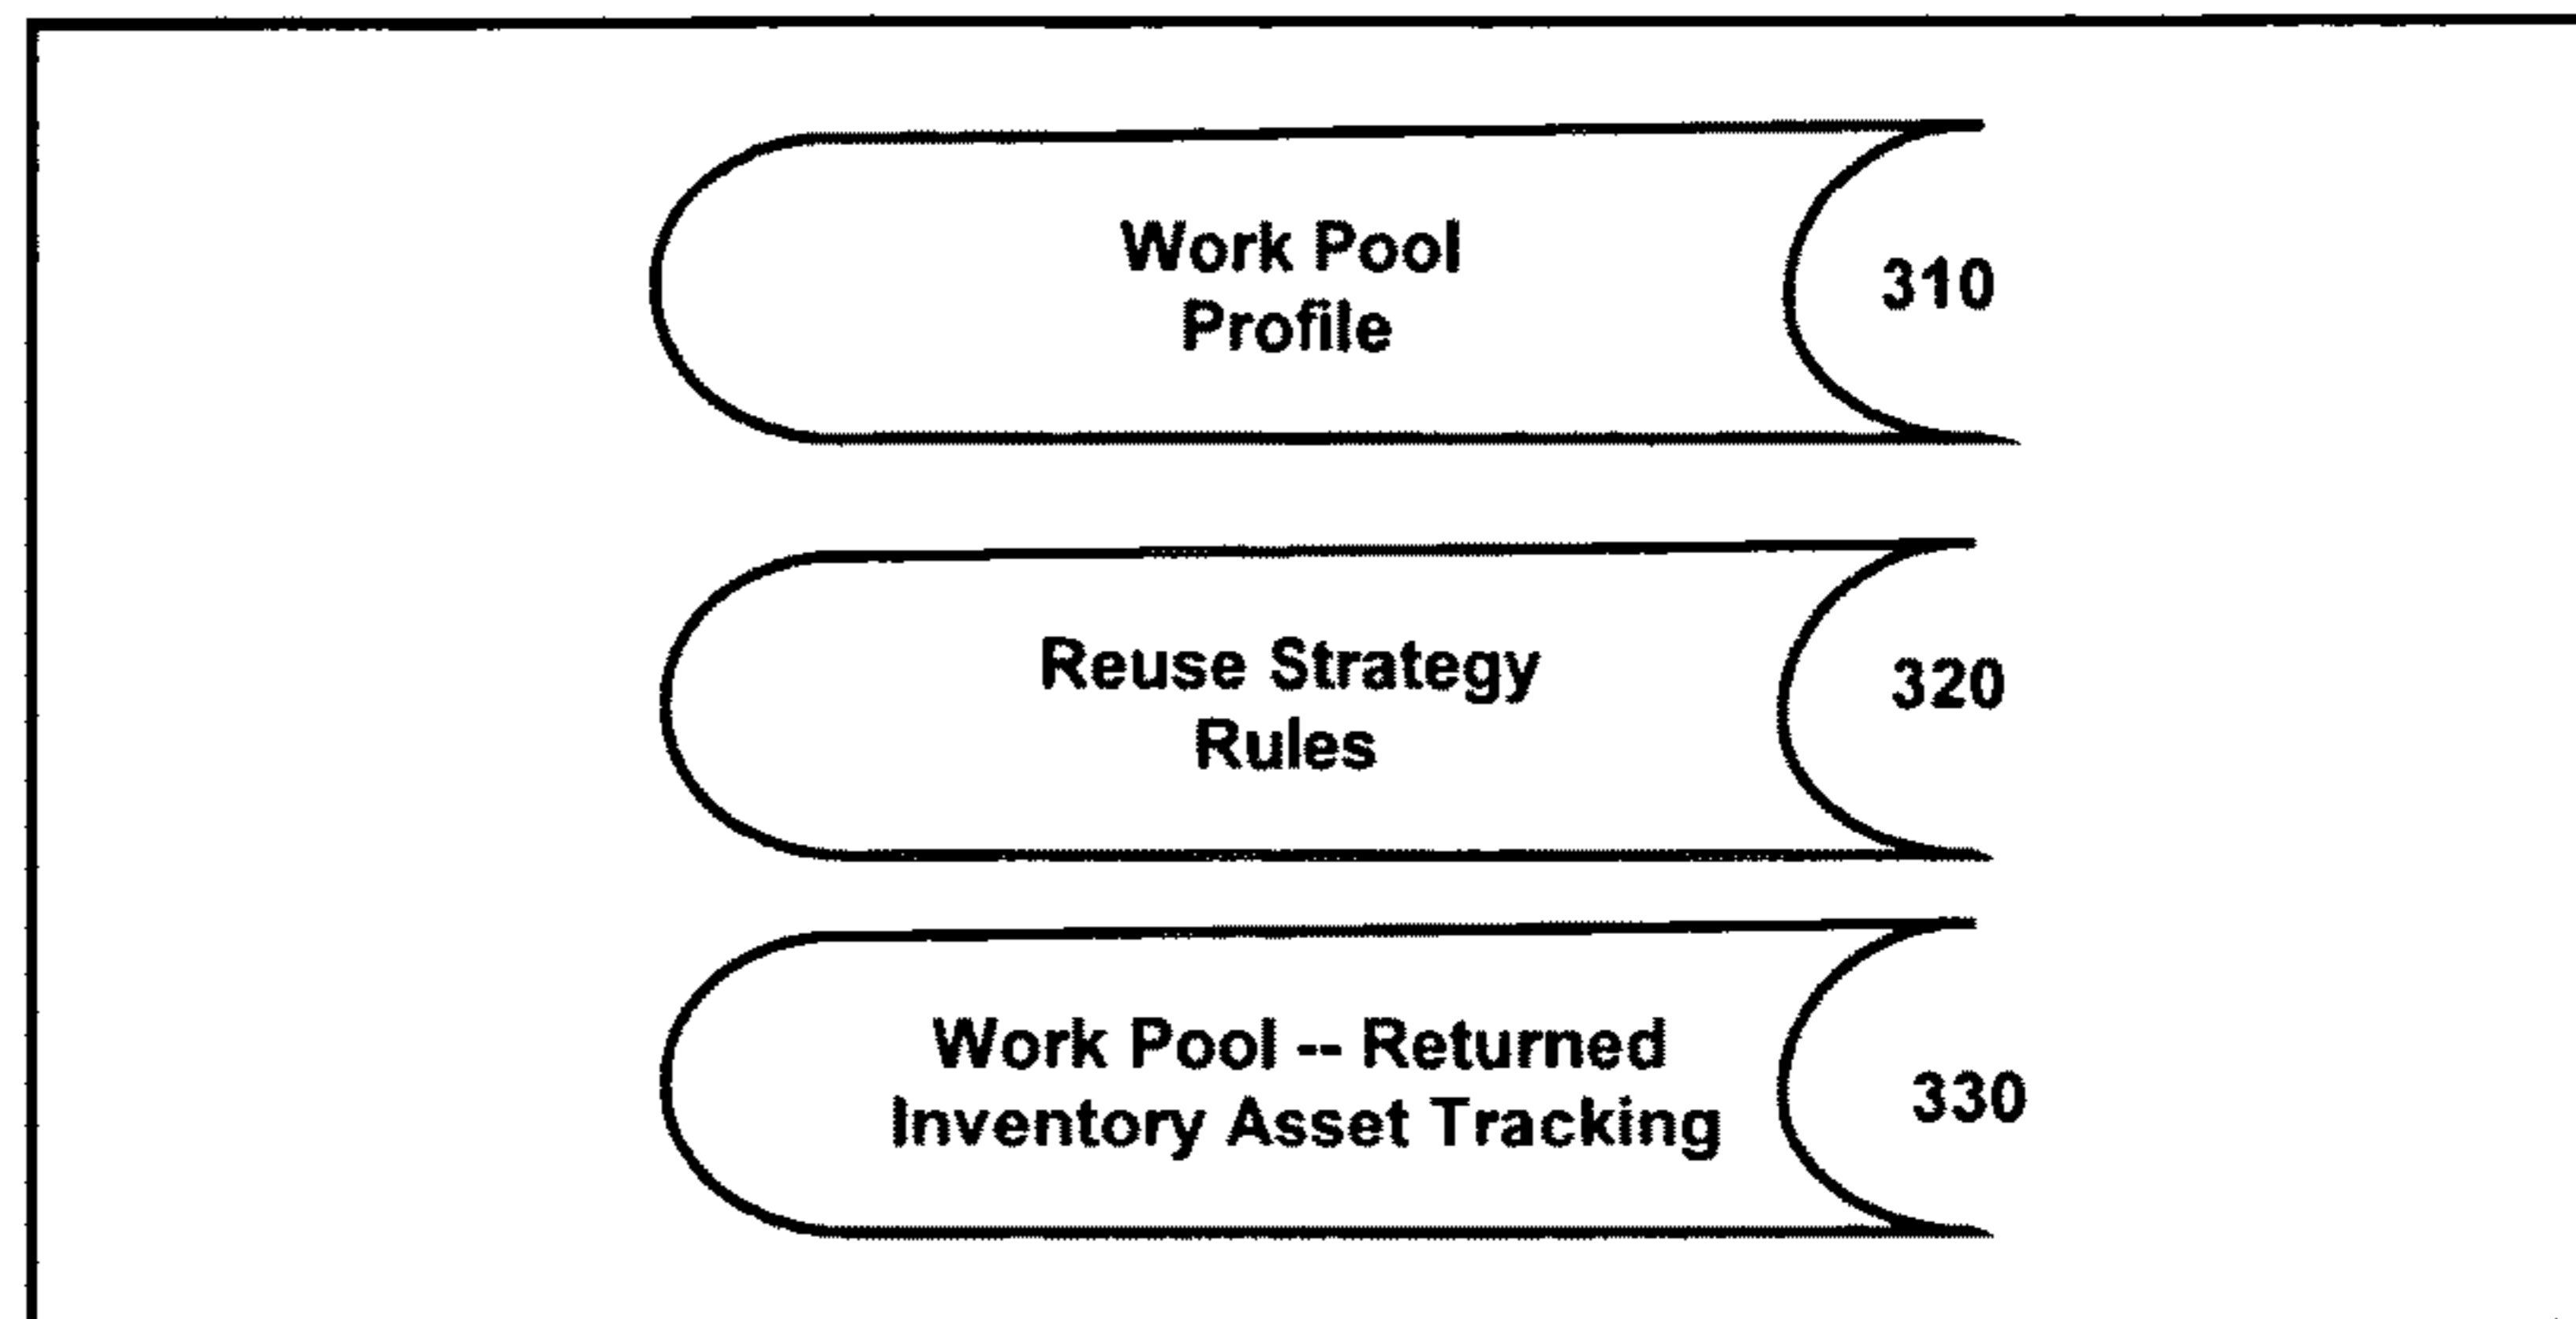 Work Pool
Profile
310
Reuse Strategy
Rules
320
Work Pool -- Returned
Inventory Asset Tracking
330